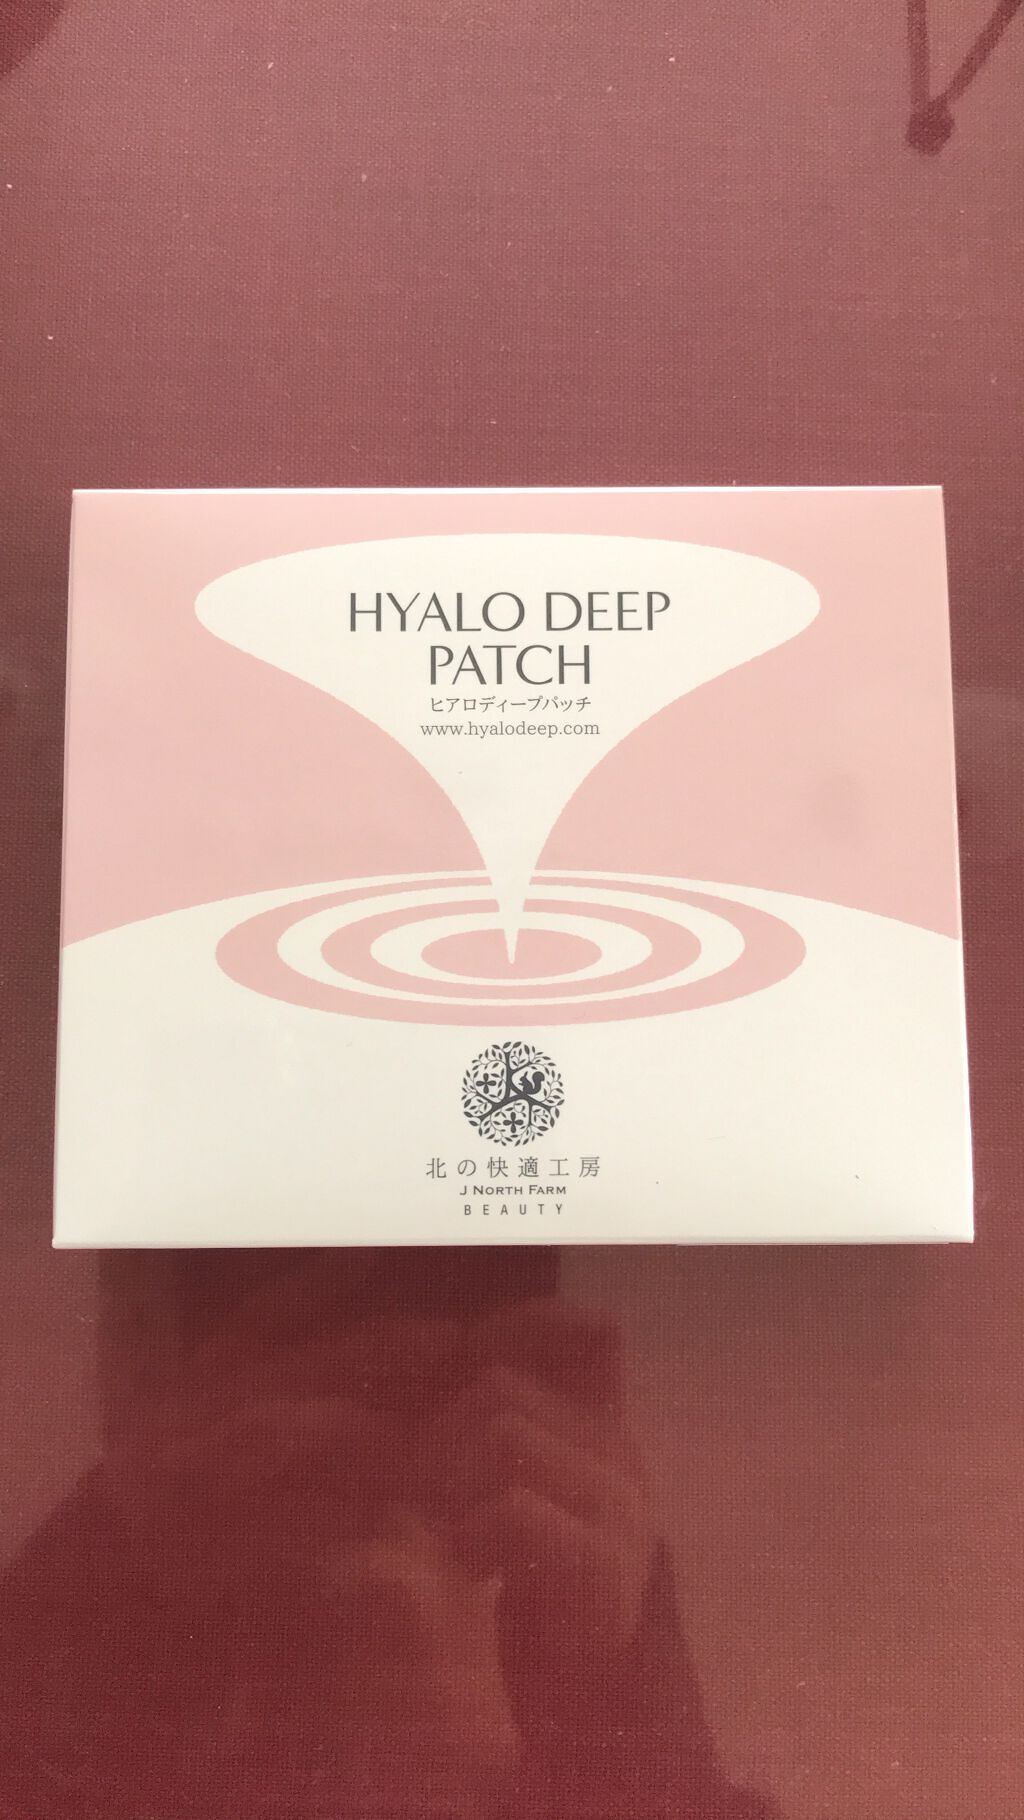 HYALO DEEP
PATCH
ヒアロディープパッチ
www.hyalodeep.com
北の快適工房
J NORTH FARM
BEAUTY